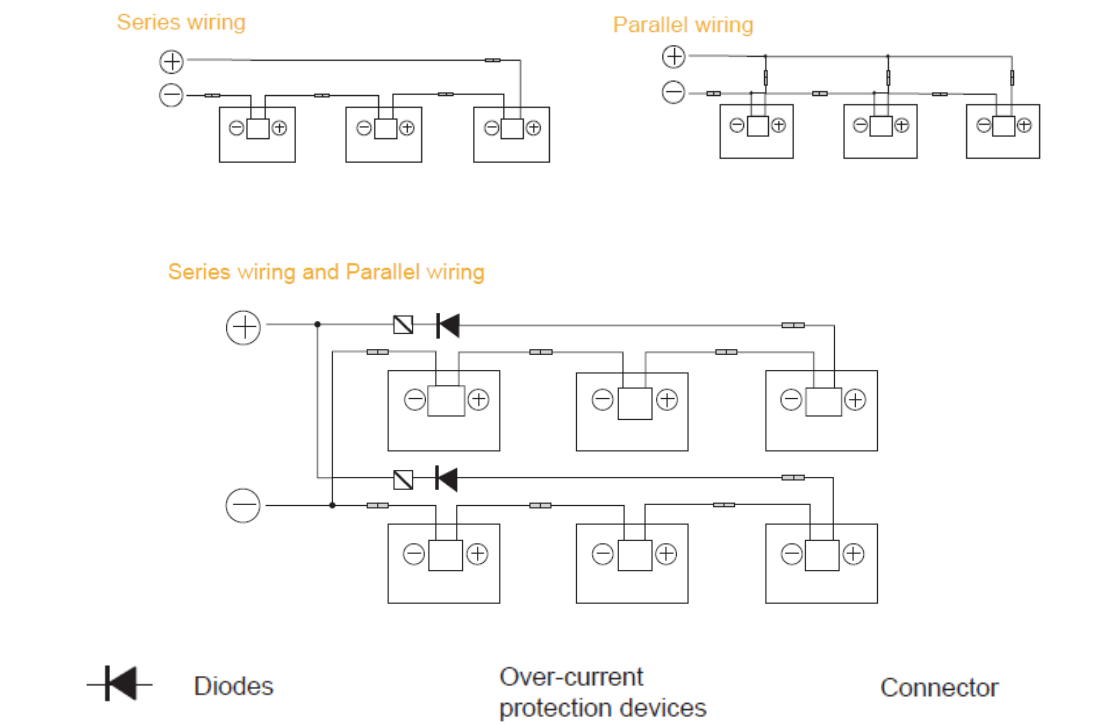 Series wiring
Parallel wiring
Series wiring and Parallel wiring
Diodes
Over-current
protection devices
Connector